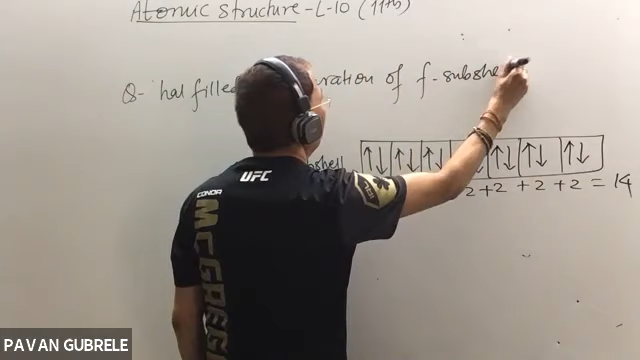 Atomic structure - L-10 (11th)
Q- hal filled ration of f-subshe
shell ↑↓ ↑↓ ↑↓ ↑↓ ↑↓ ↑↓
2 + 2 + 2 + 2 = 14
UFC
CONOR
MCGREG
PAVAN GUBRELE